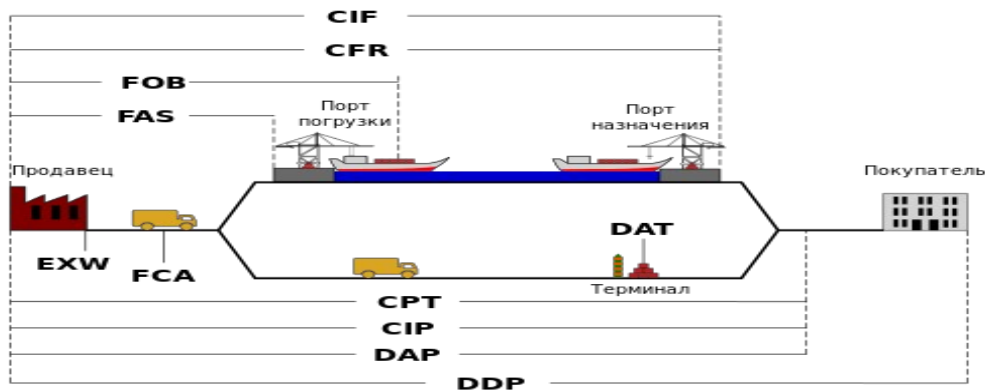 CIF
CFR
FOB
FAS
Порт
погрузки
Порт
назначения
Продавец
Покупатель
EXW
FCA
DAT
Терминал
CPT
CIP
DAP
DDP